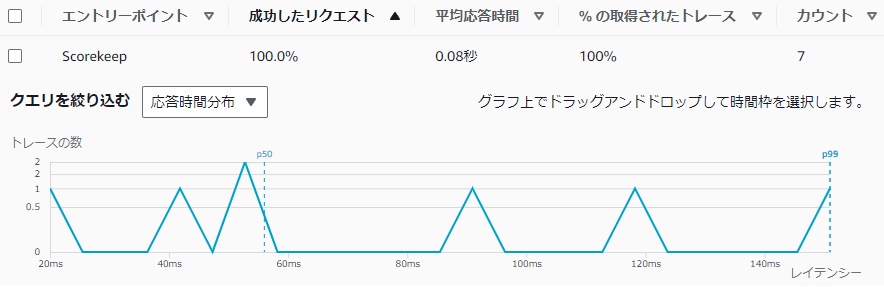 エントリーポイント 成功したリクエスト 平均応答時間 % の取得されたトレース カウント
Scorekeep 100.0% 0.08秒 100% 7
クエリを絞り込む 応答時間分布 グラフ上でドラッグアンドドロップして時間枠を選択します。
トレースの数
p50 p99
2
2
1
0.5
0
20ms 40ms 60ms 80ms 100ms 120ms 140ms
レイテンシー